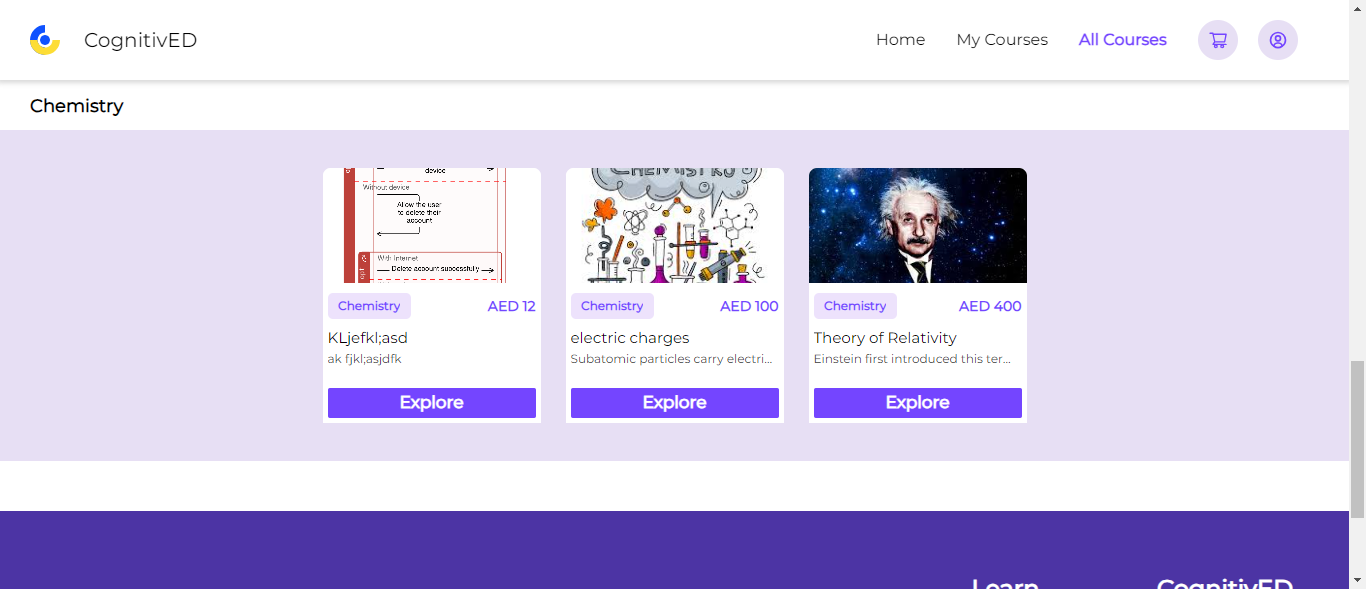 CognitivED
Home
My Courses
All Courses
Chemistry
device
Without device
Allow the user
to delete their
account
With Internet
Delete account successfully
CHEMISTRY
Chemistry
AED 12
KLjefkl;asd
ak fjkl;asjdfk
Explore
Chemistry
AED 100
electric charges
Subatomic particles carry electri...
Explore
Chemistry
AED 400
Theory of Relativity
Einstein first introduced this ter...
Explore
Learn
CognitivED